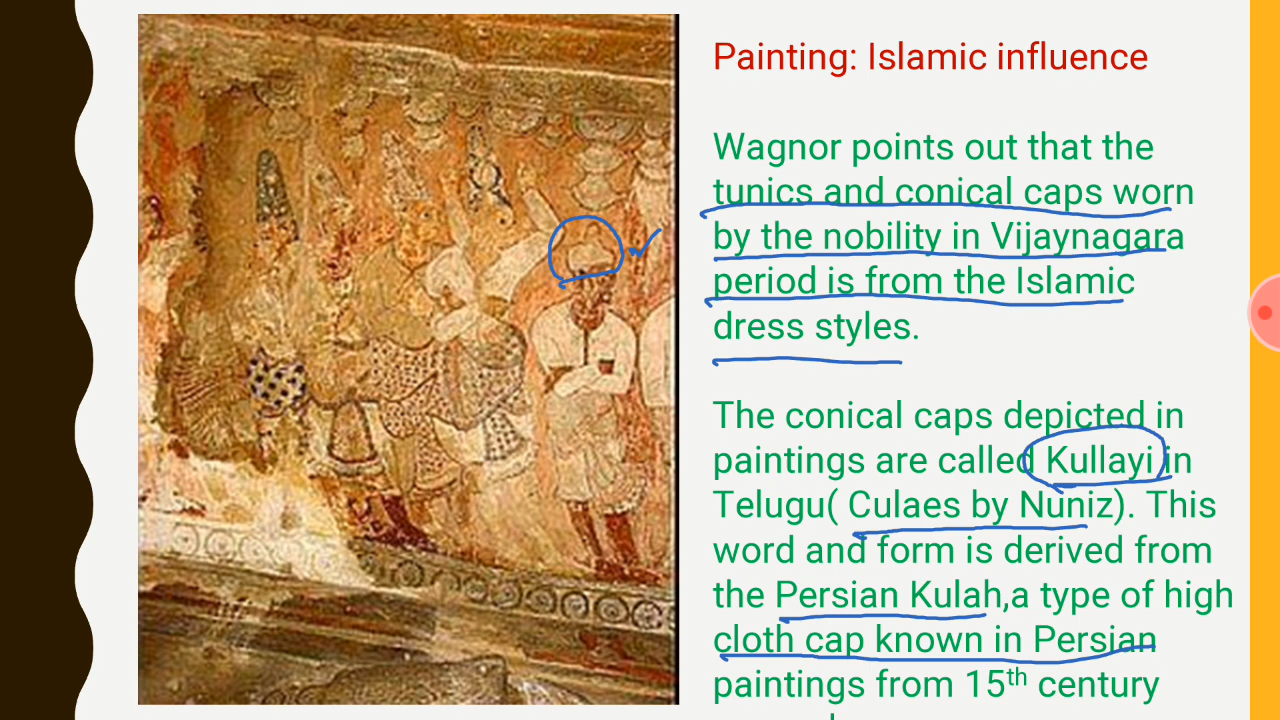 Painting: Islamic influence
Wagnor points out that the
tunics and conical caps worn
by the nobility in Vijaynagara
period is from the Islamic
dress styles.
The conical caps depicted in
paintings are called Kullayi in
Telugu( Culaes by Nuniz). This
word and form is derived from
the Persian Kulah,a type of high
cloth cap known in Persian
paintings from 15th century